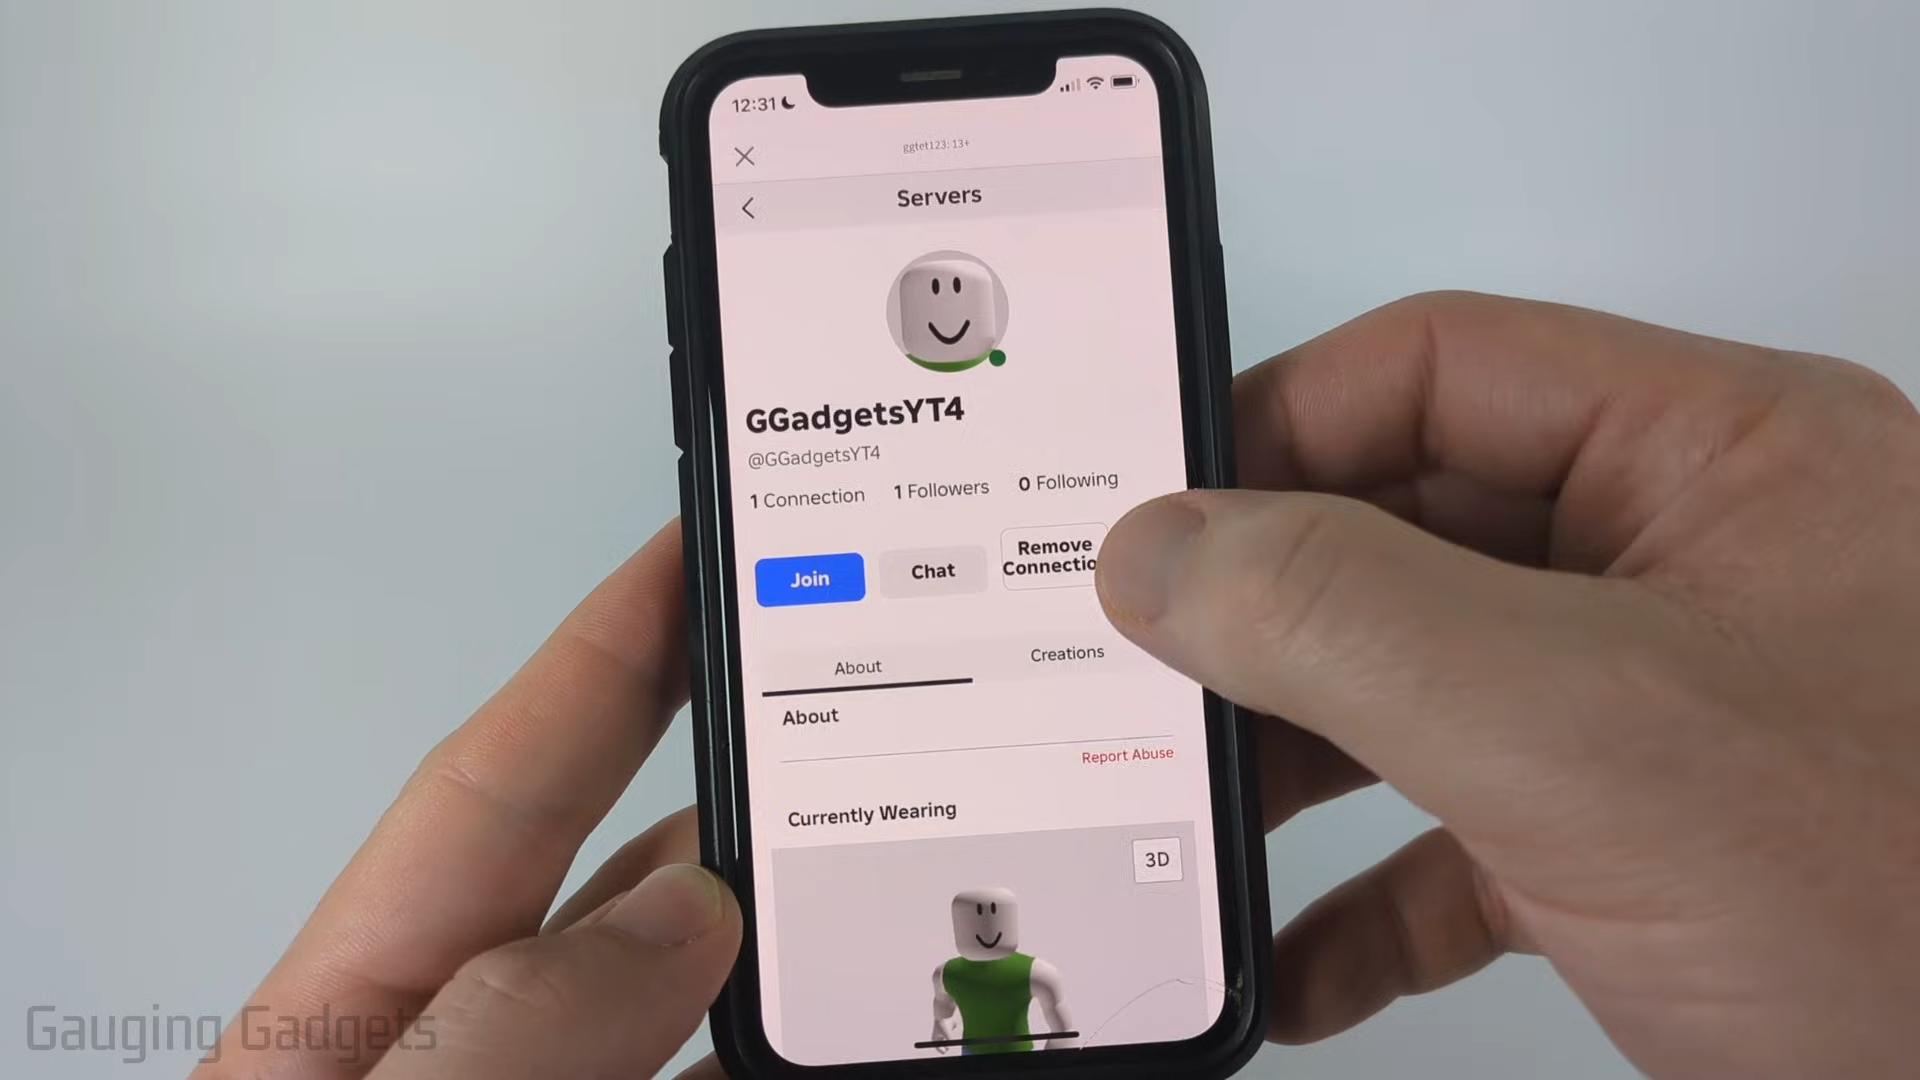 12:31
ggtet123: 13+
Servers
GGadgetsYT4
@GGadgetsYT4
1 Connection 1 Followers 0 Following
Join Chat Remove
Connectio
About Creations
About
Report Abuse
Currently Wearing
3D
Gauging Gadgets